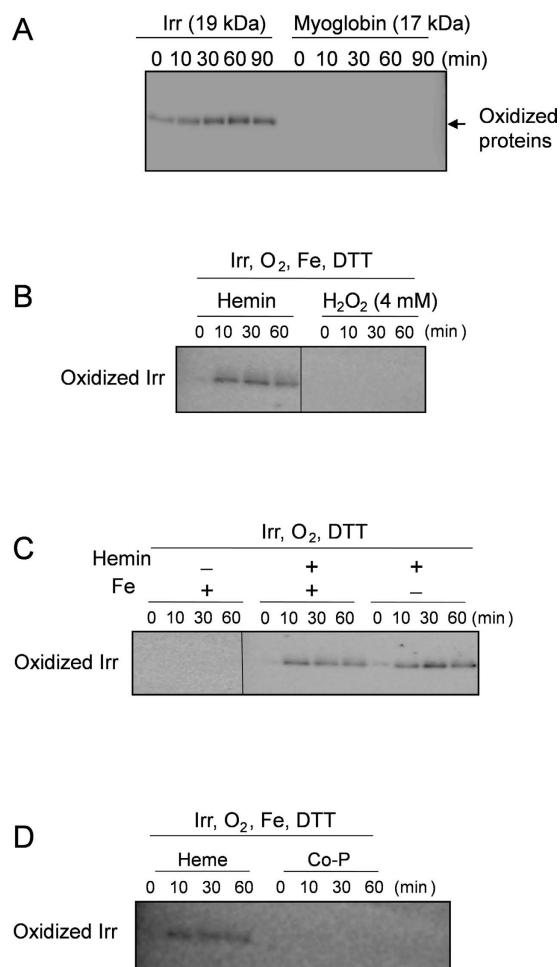 A
Irr (19 kDa) Myoglobin (17 kDa)
0 10 30 60 90 0 10 30 60 90 (min)
Oxidized
proteins
Irr, O₂, Fe, DTT
B
Hemin H₂O₂ (4 mM)
0 10 30 60 0 10 30 60 (min)
Oxidized Irr
C
Irr, O₂, DTT
Hemin – + +
Fe + + –
0 10 30 60 0 10 30 60 0 10 30 60 (min)
Oxidized Irr
D
Irr, O₂, Fe, DTT
Heme Co-P
0 10 30 60 0 10 30 60 (min)
Oxidized Irr